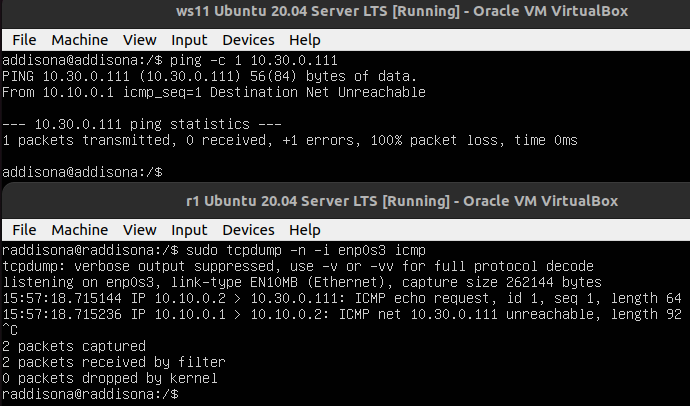 ws11 Ubuntu 20.04 Server LTS [Running] - Oracle VM VirtualBox
File Machine View Input Devices Help
addisona@addisona:/$ ping -c 1 10.30.0.111
PING 10.30.0.111 (10.30.0.111) 56(84) bytes of data.
From 10.10.0.1 icmp_seq=1 Destination Net Unreachable
--- 10.30.0.111 ping statistics ---
1 packets transmitted, 0 received, +1 errors, 100% packet loss, time 0ms
addisona@addisona:/$
r1 Ubuntu 20.04 Server LTS [Running] - Oracle VM VirtualBox
File Machine View Input Devices Help
raddisona@raddisona:/$ sudo tcpdump -n -i enp0s3 icmp
tcpdump: verbose output suppressed, use -v or -vv for full protocol decode
listening on enp0s3, link-type EN10MB (Ethernet), capture size 262144 bytes
15:57:18.715144 IP 10.10.0.2 > 10.30.0.111: ICMP echo request, id 1, seq 1, length 64
15:57:18.715236 IP 10.10.0.1 > 10.10.0.2: ICMP net 10.30.0.111 unreachable, length 92
^C
2 packets captured
2 packets received by filter
0 packets dropped by kernel
raddisona@raddisona:/$